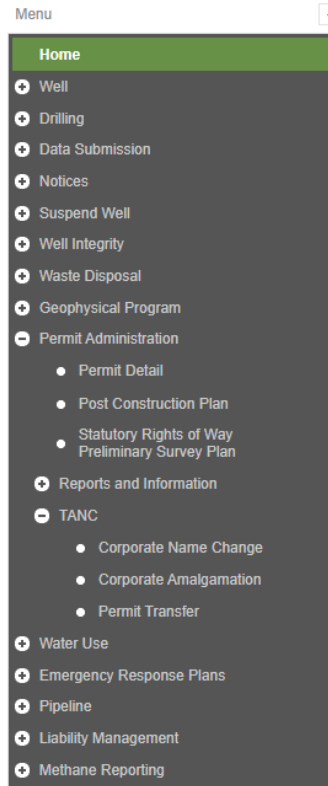 Menu
Home
Well
Drilling
Data Submission
Notices
Suspend Well
Well Integrity
Waste Disposal
Geophysical Program
Permit Administration
Permit Detail
Post Construction Plan
Statutory Rights of Way
Preliminary Survey Plan
Reports and Information
TANC
Corporate Name Change
Corporate Amalgamation
Permit Transfer
Water Use
Emergency Response Plans
Pipeline
Liability Management
Methane Reporting